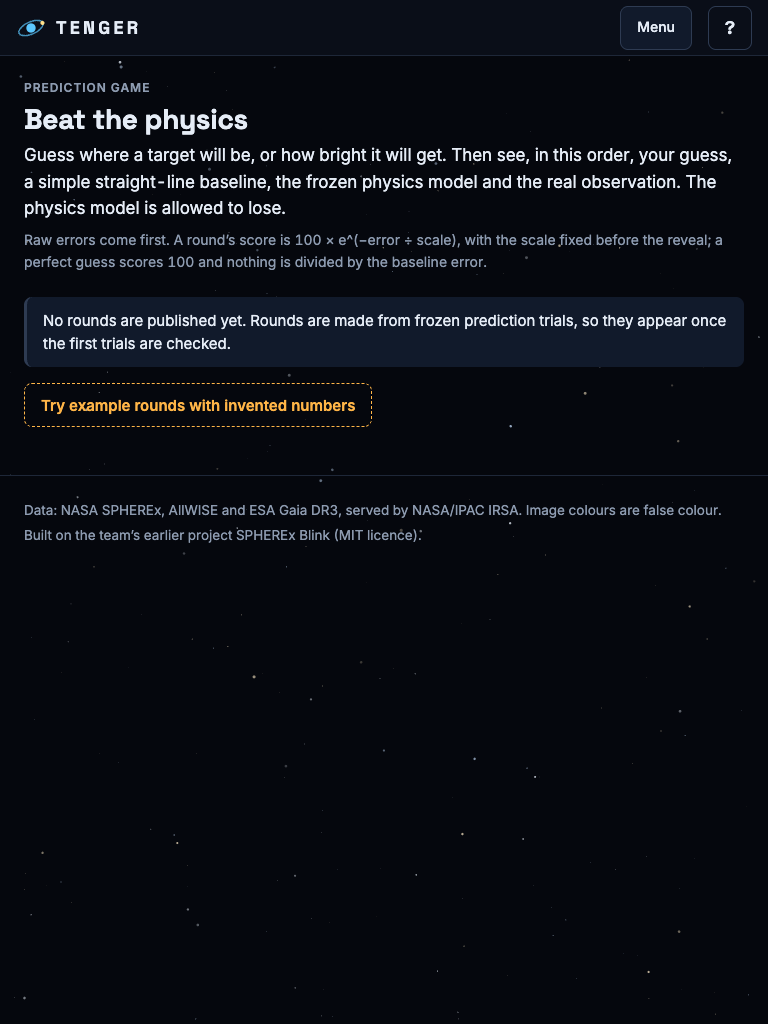 TENGER
Menu
?
PREDICTION GAME
Beat the physics
Guess where a target will be, or how bright it will get. Then see, in this order, your guess,
a simple straight-line baseline, the frozen physics model and the real observation. The
physics model is allowed to lose.
Raw errors come first. A round’s score is 100 × e^(−error ÷ scale), with the scale fixed before the reveal; a
perfect guess scores 100 and nothing is divided by the baseline error.
No rounds are published yet. Rounds are made from frozen prediction trials, so they appear once
the first trials are checked.
Try example rounds with invented numbers
Data: NASA SPHEREx, AllWISE and ESA Gaia DR3, served by NASA/IPAC IRSA. Image colours are false colour.
Built on the team’s earlier project SPHEREx Blink (MIT licence).